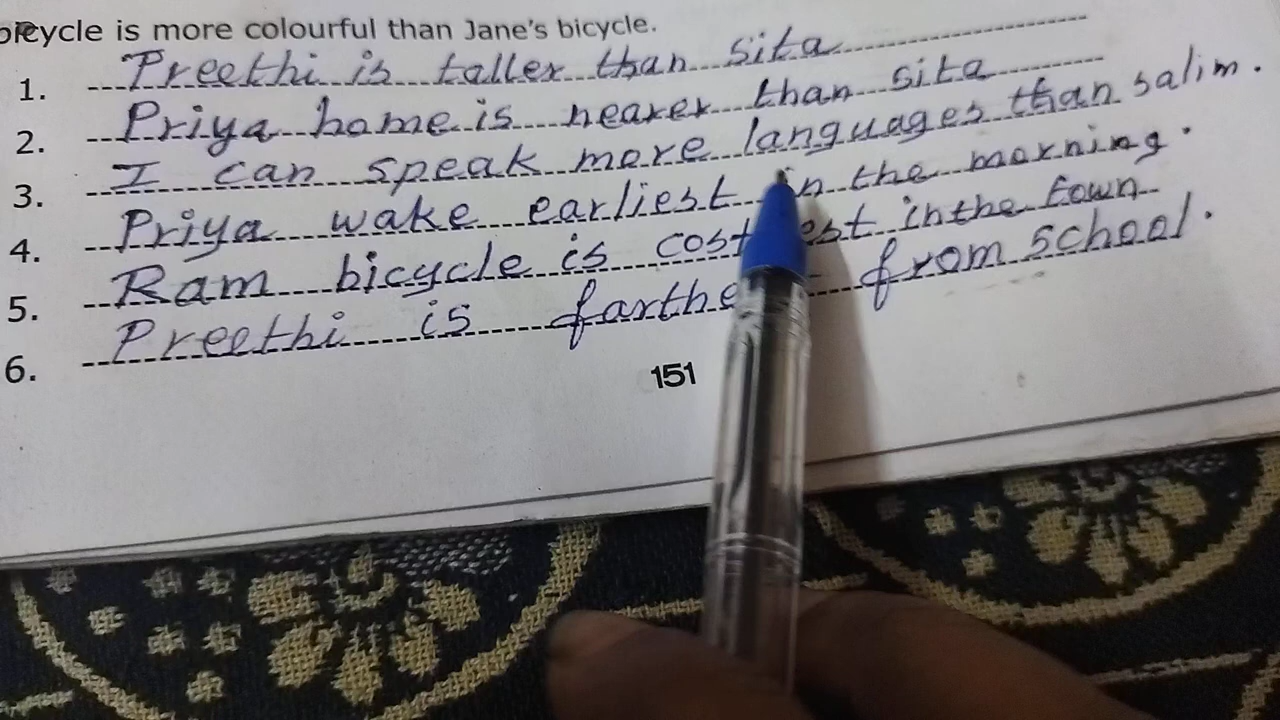 bicycle is more colourful than Jane's bicycle.
1. Preethi is taller than sita
2. Priya home is nearer than sita
3. I can speak more languages than salim.
4. Priya wake earliest in the morning.
5. Ram bicycle is in the town
6. Preethi is from school.
151